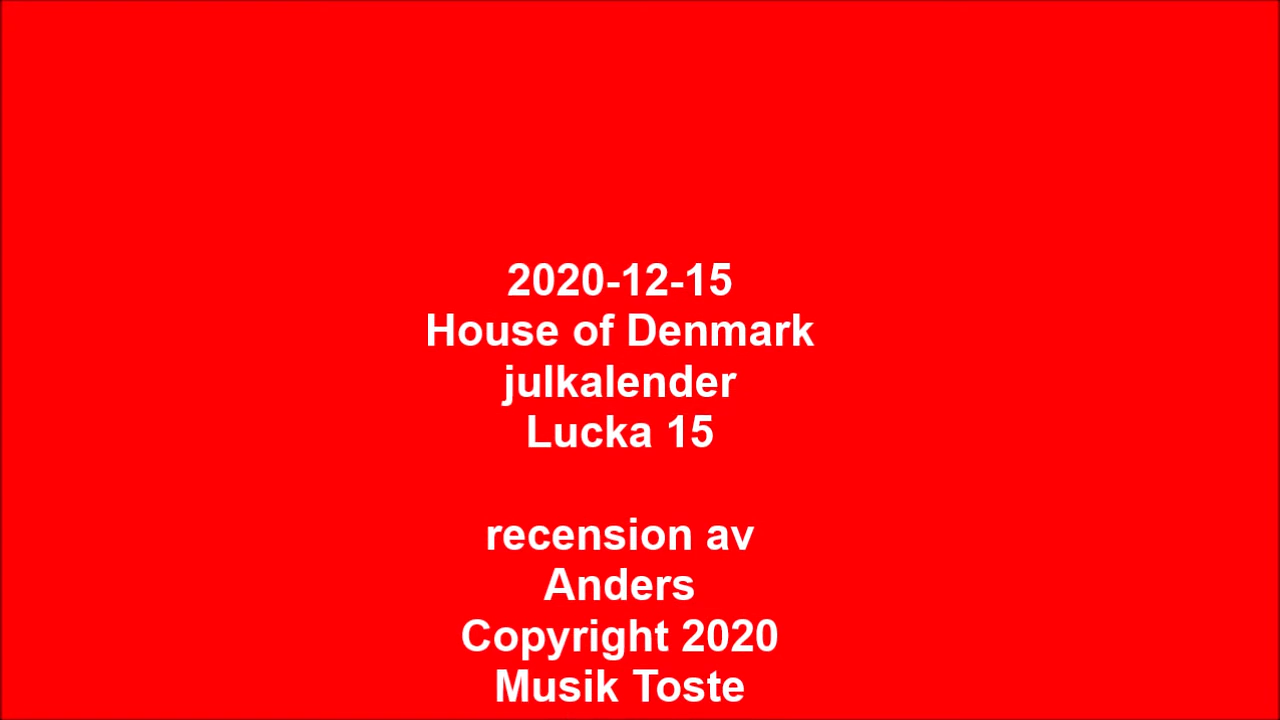 2020-12-15
House of Denmark
julkalender
Lucka 15
recension av
Anders
Copyright 2020
Musik Toste